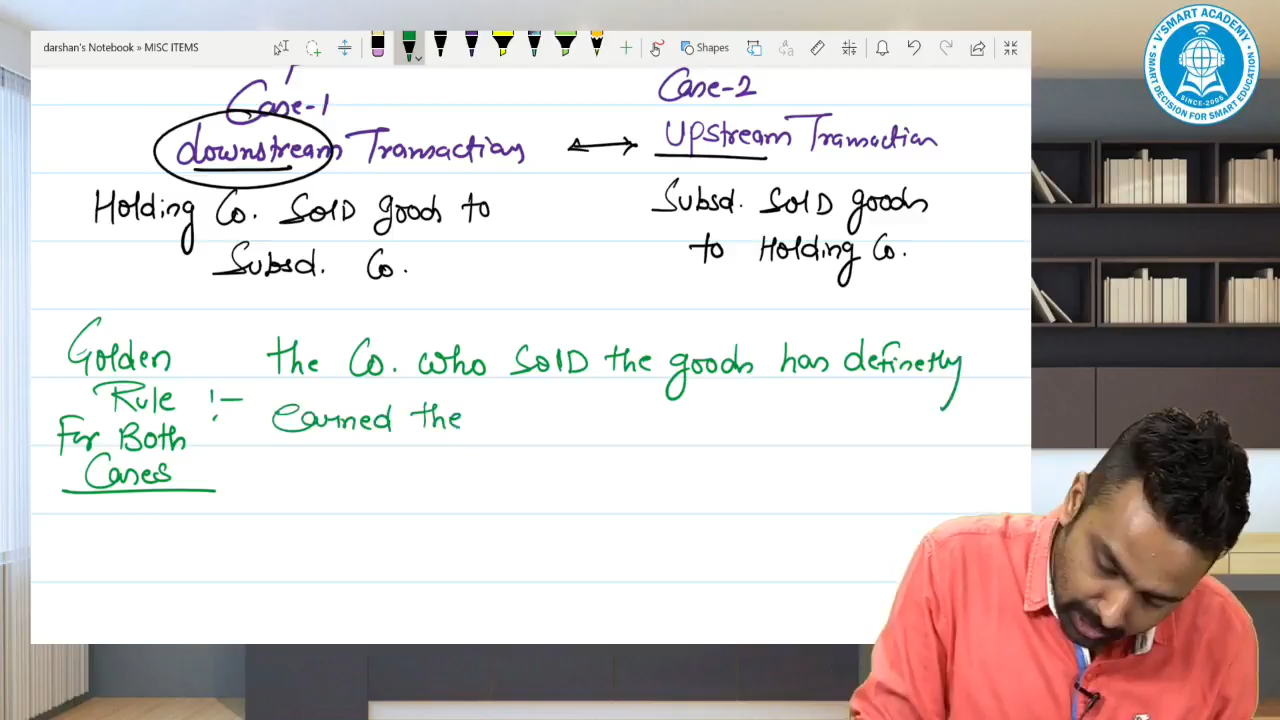 darshan's Notebook » MISC ITEMS
Shapes
V'SMART ACADEMY
SINCE-2005
SMART DECISION FOR SMART EDUCATION
Case-1
downstream Transaction
Holding Co. SOLD goods to
Subsd. Co.
Case-2
Upstream Transaction
Subsd. SOLD goods
to Holding Co.
Golden
Rule :-
For Both
Cases
the Co. who SOLD the goods has definetly
earned the